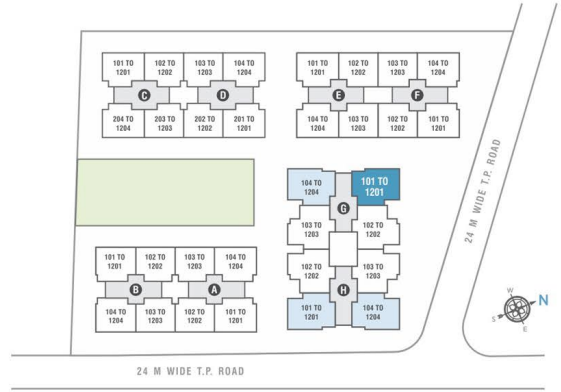 101 TO 1201
102 TO 1202
103 TO 1203
104 TO 1204
C
D
204 TO 1204
203 TO 1203
202 TO 1202
201 TO 1201
101 TO 1201
102 TO 1202
103 TO 1203
104 TO 1204
E
F
104 TO 1204
103 TO 1203
102 TO 1202
101 TO 1201
104 TO 1204
101 TO 1201
G
103 TO 1203
102 TO 1202
102 TO 1202
103 TO 1203
H
101 TO 1201
104 TO 1204
101 TO 1201
102 TO 1202
103 TO 1203
104 TO 1204
B
A
104 TO 1204
103 TO 1203
102 TO 1202
101 TO 1201
24 M WIDE T.P. ROAD
W
N
S
E
24 M WIDE T.P. ROAD